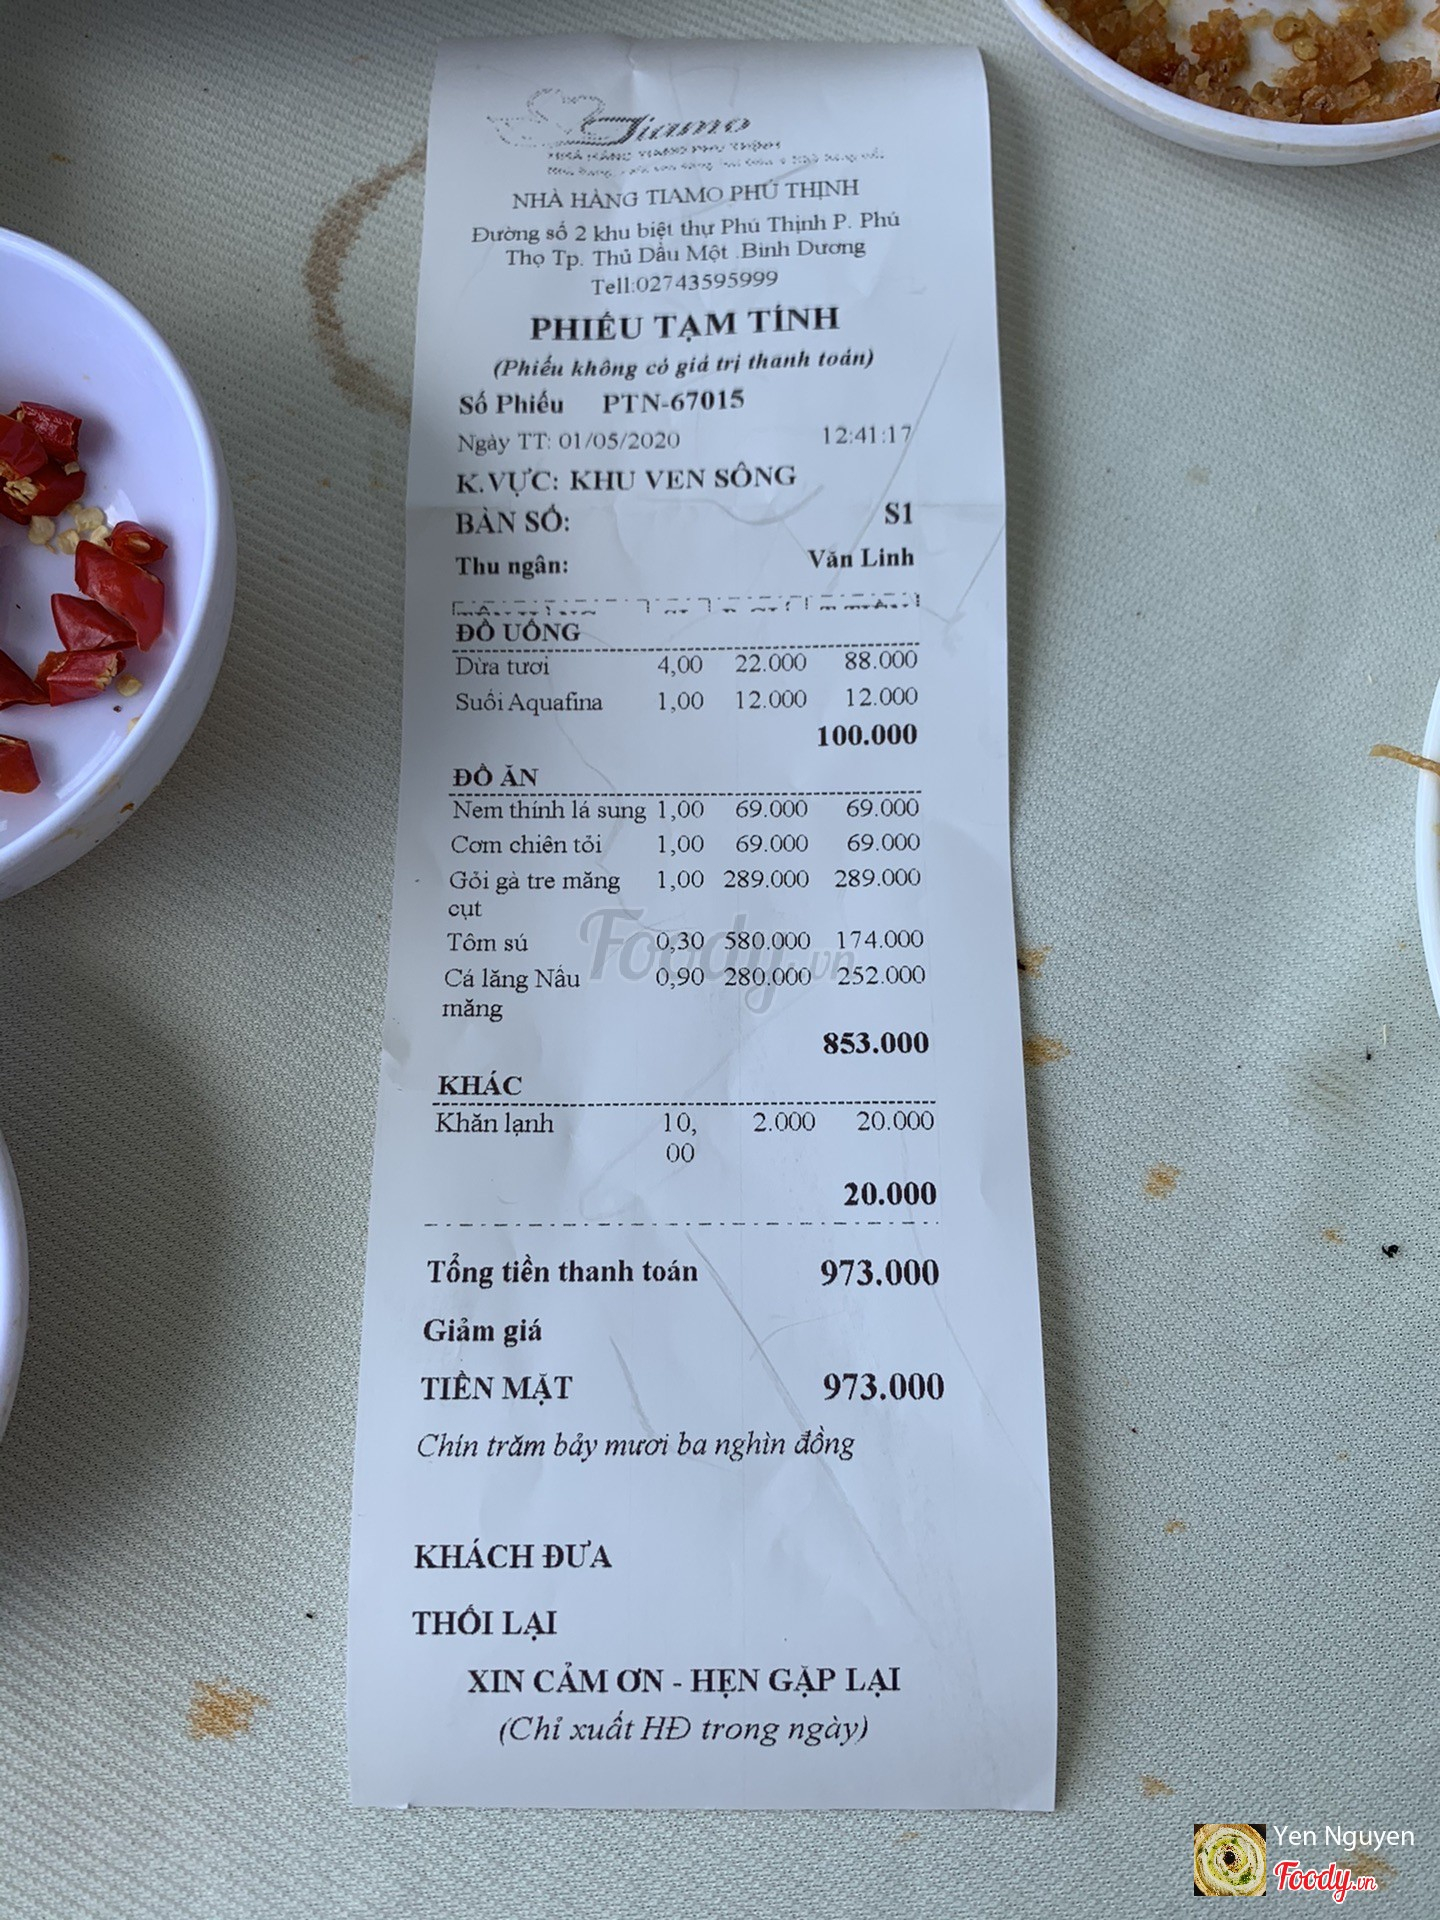 Tiamo
NHÀ HÀNG TIAMO PHÚ THỊNH
NHÀ HÀNG TIAMO PHÚ THỊNH
Đường số 2 khu biệt thự Phú Thịnh P. Phú
Thọ Tp. Thủ Dầu Một .Bình Dương
Tell:02743595999
PHIẾU TẠM TÍNH
(Phiếu không có giá trị thanh toán)
Số Phiếu PTN-67015
Ngày TT: 01/05/2020 12:41:17
K.VỰC: KHU VEN SÔNG
BÀN SỐ: S1
Thu ngân: Văn Linh
ĐỒ UỐNG
Dừa tươi 4,00 22.000 88.000
Suối Aquafina 1,00 12.000 12.000
100.000
ĐỒ ĂN
Nem thính lá sung 1,00 69.000 69.000
Cơm chiên tỏi 1,00 69.000 69.000
Gỏi gà tre măng 1,00 289.000 289.000
cụt
Tôm sú 0,30 580.000 174.000
Foody.vn
Cá lăng Nấu 0,90 280.000 252.000
măng
853.000
KHÁC
Khăn lạnh 10, 2.000 20.000
00
20.000
Tổng tiền thanh toán 973.000
Giảm giá
TIỀN MẶT 973.000
Chín trăm bảy mươi ba nghìn đồng
KHÁCH ĐƯA
THỐI LẠI
XIN CẢM ƠN - HẸN GẶP LẠI
(Chỉ xuất HĐ trong ngày)
Yen Nguyen
Foody.vn